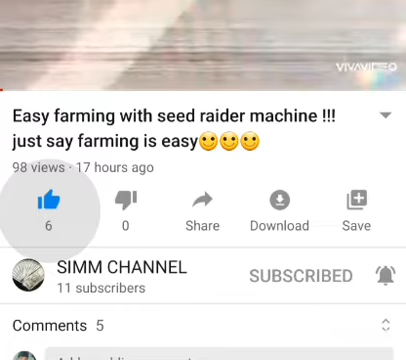 VIVAVIDEO
Easy farming with seed raider machine !!!
just say farming is easy🙂🙂🙂
98 views · 17 hours ago
6
0
Share
Download
Save
SIMM CHANNEL
11 subscribers
SUBSCRIBED
Comments 5